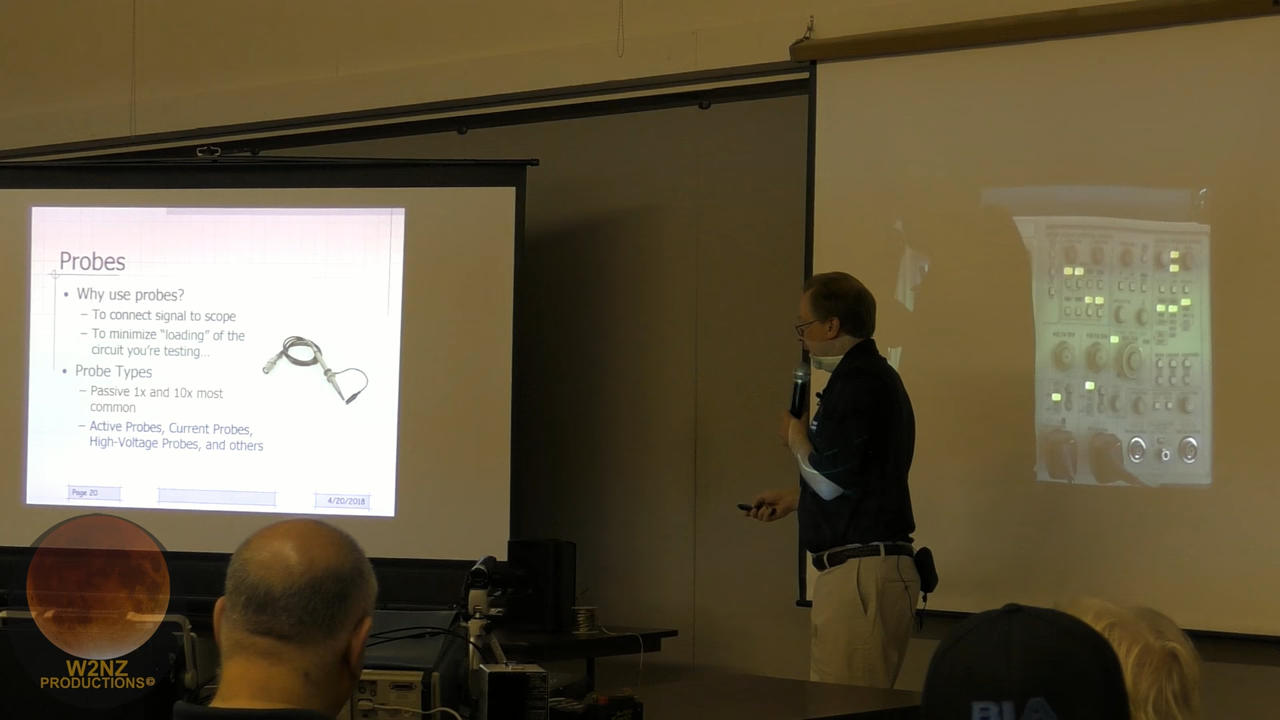 Probes
• Why use probes?
– To connect signal to scope
– To minimize "loading" of the
circuit you're testing...
• Probe Types
– Passive 1x and 10x most
common
– Active Probes, Current Probes,
High-Voltage Probes, and others
Page 20
4/20/2018
W2NZ
PRODUCTIONS©